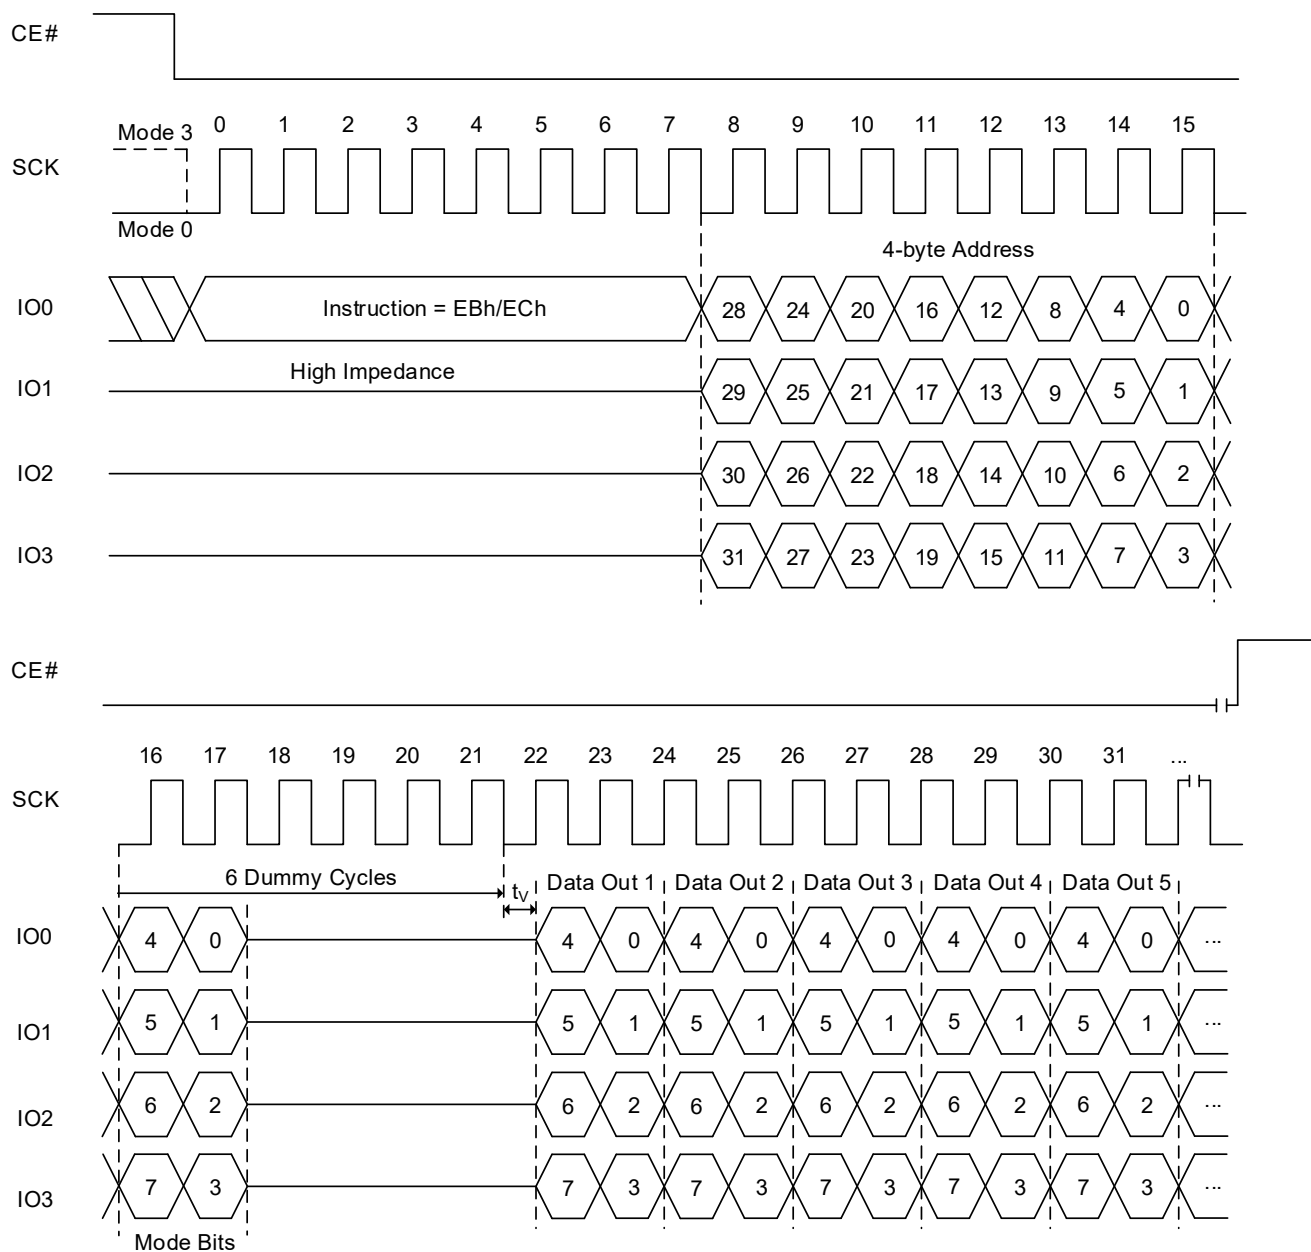 CE#
Mode 3 0 1 2 3 4 5 6 7 8 9 10 11 12 13 14 15
SCK
Mode 0
4-byte Address
IO0 Instruction = EBh/ECh 28 24 20 16 12 8 4 0
High Impedance
IO1 29 25 21 17 13 9 5 1
IO2 30 26 22 18 14 10 6 2
IO3 31 27 23 19 15 11 7 3
CE#
16 17 18 19 20 21 22 23 24 25 26 27 28 29 30 31 ...
SCK
6 Dummy Cycles tV Data Out 1 Data Out 2 Data Out 3 Data Out 4 Data Out 5
IO0 4 0 4 0 4 0 4 0 4 0 4 0 ...
IO1 5 1 5 1 5 1 5 1 5 1 5 1 ...
IO2 6 2 6 2 6 2 6 2 6 2 6 2 ...
IO3 7 3 7 3 7 3 7 3 7 3 7 3 ...
Mode Bits